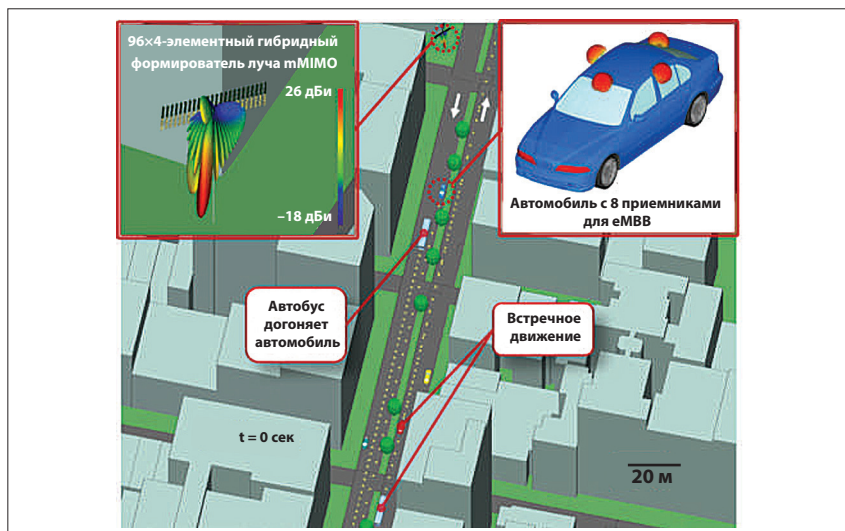 96×4-элементный гибридный
формирователь луча mMIMO
26 дБи
–18 дБи
Автомобиль с 8 приемниками
для eMBB
Автобус
догоняет
автомобиль
Встречное
движение
t = 0 сек
20 м